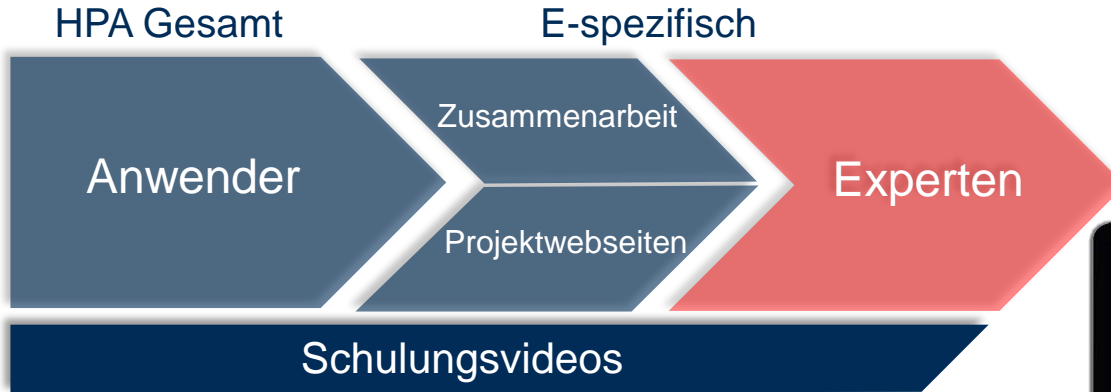 HPA Gesamt
E-spezifisch
Anwender
Zusammenarbeit
Projektwebseiten
Experten
Schulungsvideos